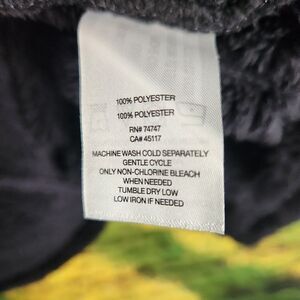 100% POLYESTER
100% POLYESTER
RN# 74747
CA# 45117
MACHINE WASH COLD SEPARATELY
GENTLE CYCLE
ONLY NON-CHLORINE BLEACH
WHEN NEEDED
TUMBLE DRY LOW
LOW IRON IF NEEDED